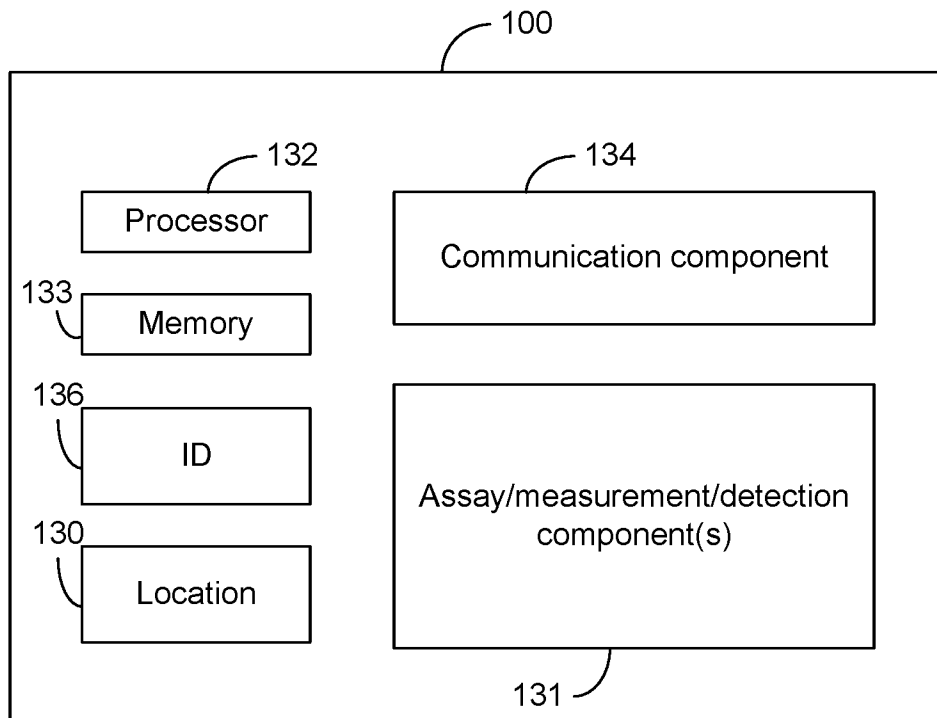 100
132
134
Processor
Communication component
133
Memory
136
ID
Assay/measurement/detection
component(s)
130
Location
131